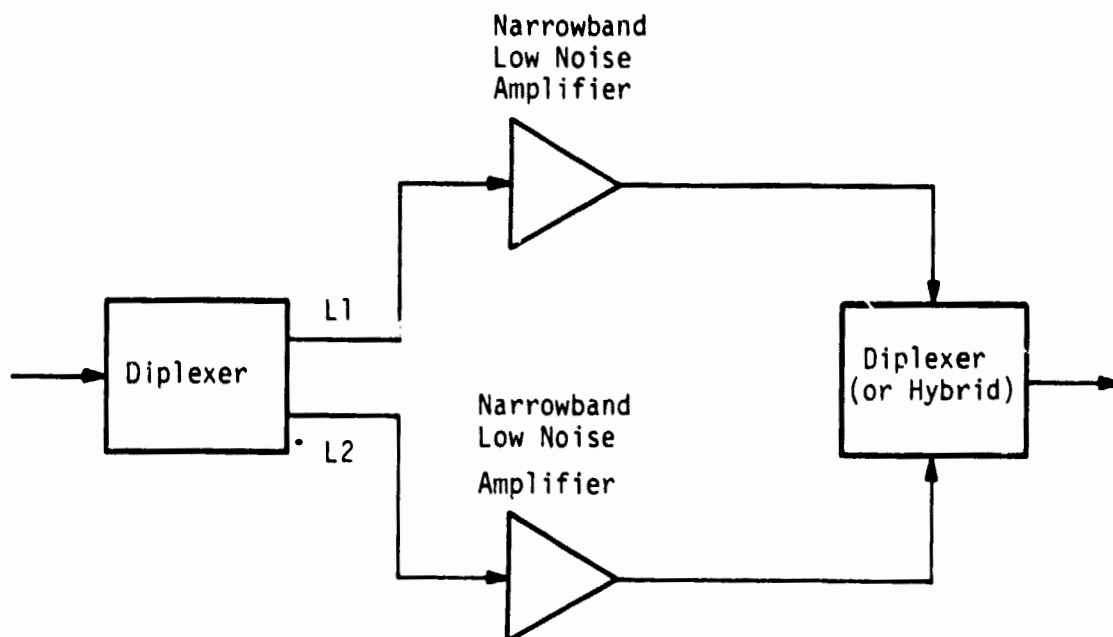 Narrowband
Low Noise
Amplifier
L1
Diplexer
L2
Narrowband
Low Noise
Amplifier
Diplexer
(or Hybrid)